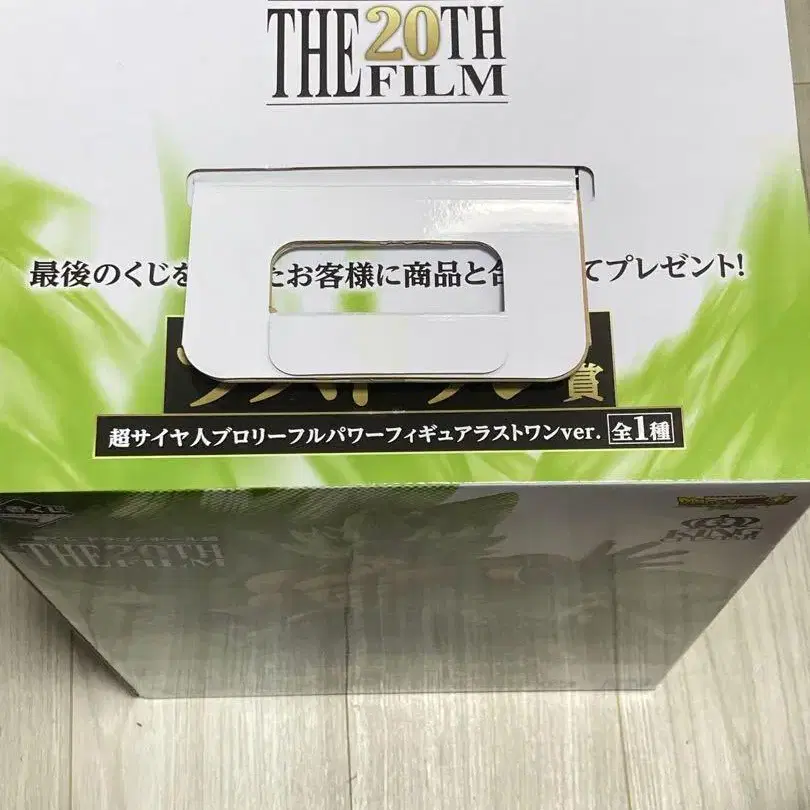 THE 20TH
FILM
最後のくじを たお客様に商品と合 てプレゼント!
賞
超サイヤ人ブロリーフルパワーフィギュアラストワンver. 全1種
THE 20TH
FILM